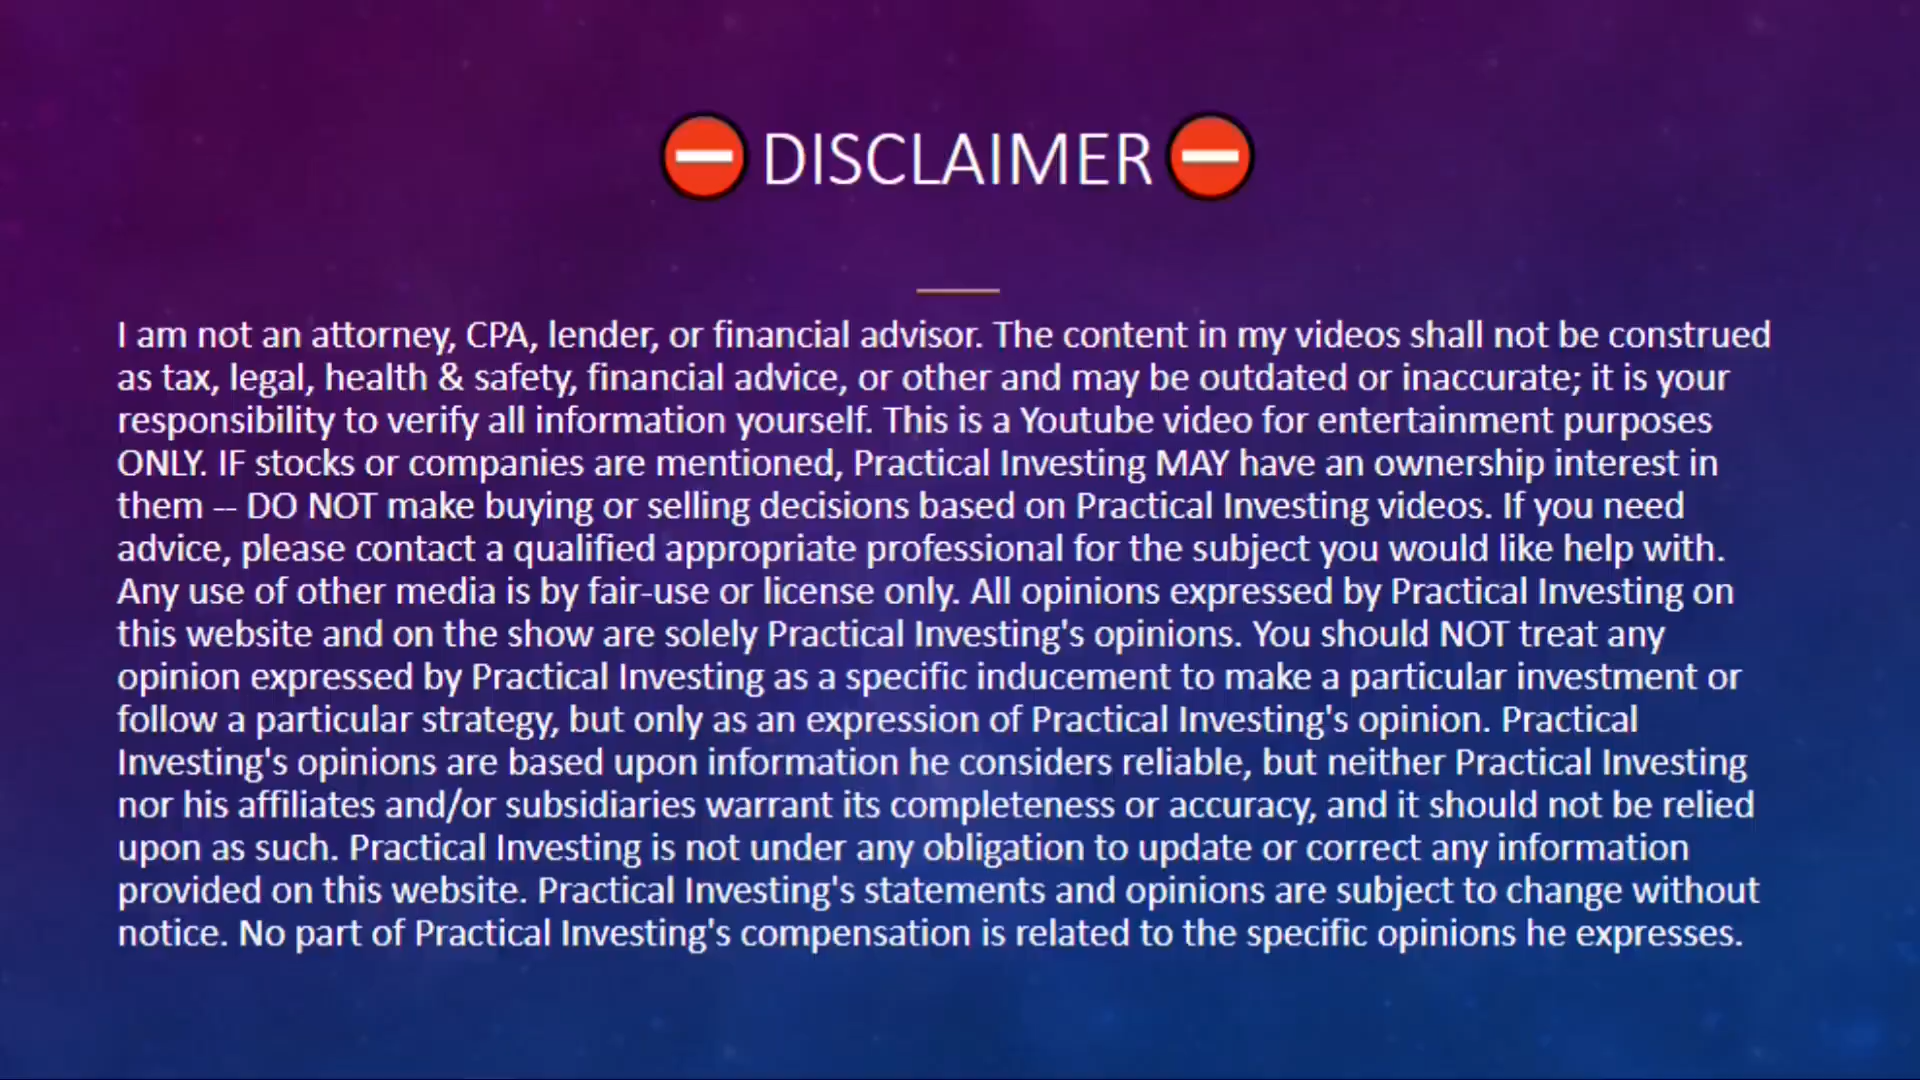 ⛔DISCLAIMER⛔
I am not an attorney, CPA, lender, or financial advisor. The content in my videos shall not be construed
as tax, legal, health & safety, financial advice, or other and may be outdated or inaccurate; it is your
responsibility to verify all information yourself. This is a Youtube video for entertainment purposes
ONLY. IF stocks or companies are mentioned, Practical Investing MAY have an ownership interest in
them -- DO NOT make buying or selling decisions based on Practical Investing videos. If you need
advice, please contact a qualified appropriate professional for the subject you would like help with.
Any use of other media is by fair-use or license only. All opinions expressed by Practical Investing on
this website and on the show are solely Practical Investing's opinions. You should NOT treat any
opinion expressed by Practical Investing as a specific inducement to make a particular investment or
follow a particular strategy, but only as an expression of Practical Investing's opinion. Practical
Investing's opinions are based upon information he considers reliable, but neither Practical Investing
nor his affiliates and/or subsidiaries warrant its completeness or accuracy, and it should not be relied
upon as such. Practical Investing is not under any obligation to update or correct any information
provided on this website. Practical Investing's statements and opinions are subject to change without
notice. No part of Practical Investing's compensation is related to the specific opinions he expresses.